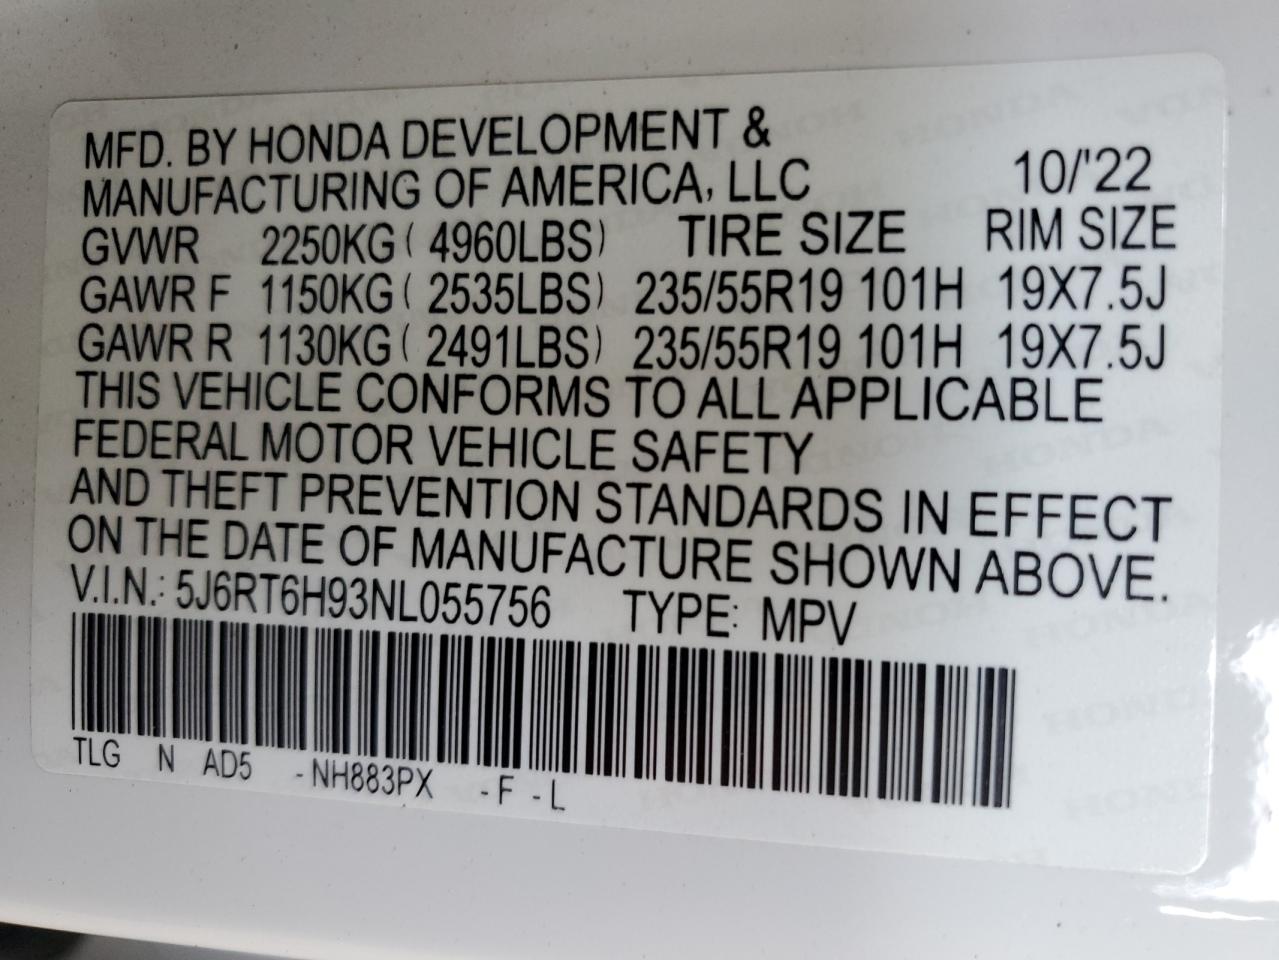 MFD. BY HONDA DEVELOPMENT &
MANUFACTURING OF AMERICA, LLC 10/'22
GVWR 2250KG ( 4960LBS) TIRE SIZE RIM SIZE
GAWR F 1150KG ( 2535LBS) 235/55R19 101H 19X7.5J
GAWR R 1130KG ( 2491LBS) 235/55R19 101H 19X7.5J
THIS VEHICLE CONFORMS TO ALL APPLICABLE
FEDERAL MOTOR VEHICLE SAFETY
AND THEFT PREVENTION STANDARDS IN EFFECT
ON THE DATE OF MANUFACTURE SHOWN ABOVE.
V.I.N.: 5J6RT6H93NL055756 TYPE: MPV
TLG N AD5 -NH883PX -F -L